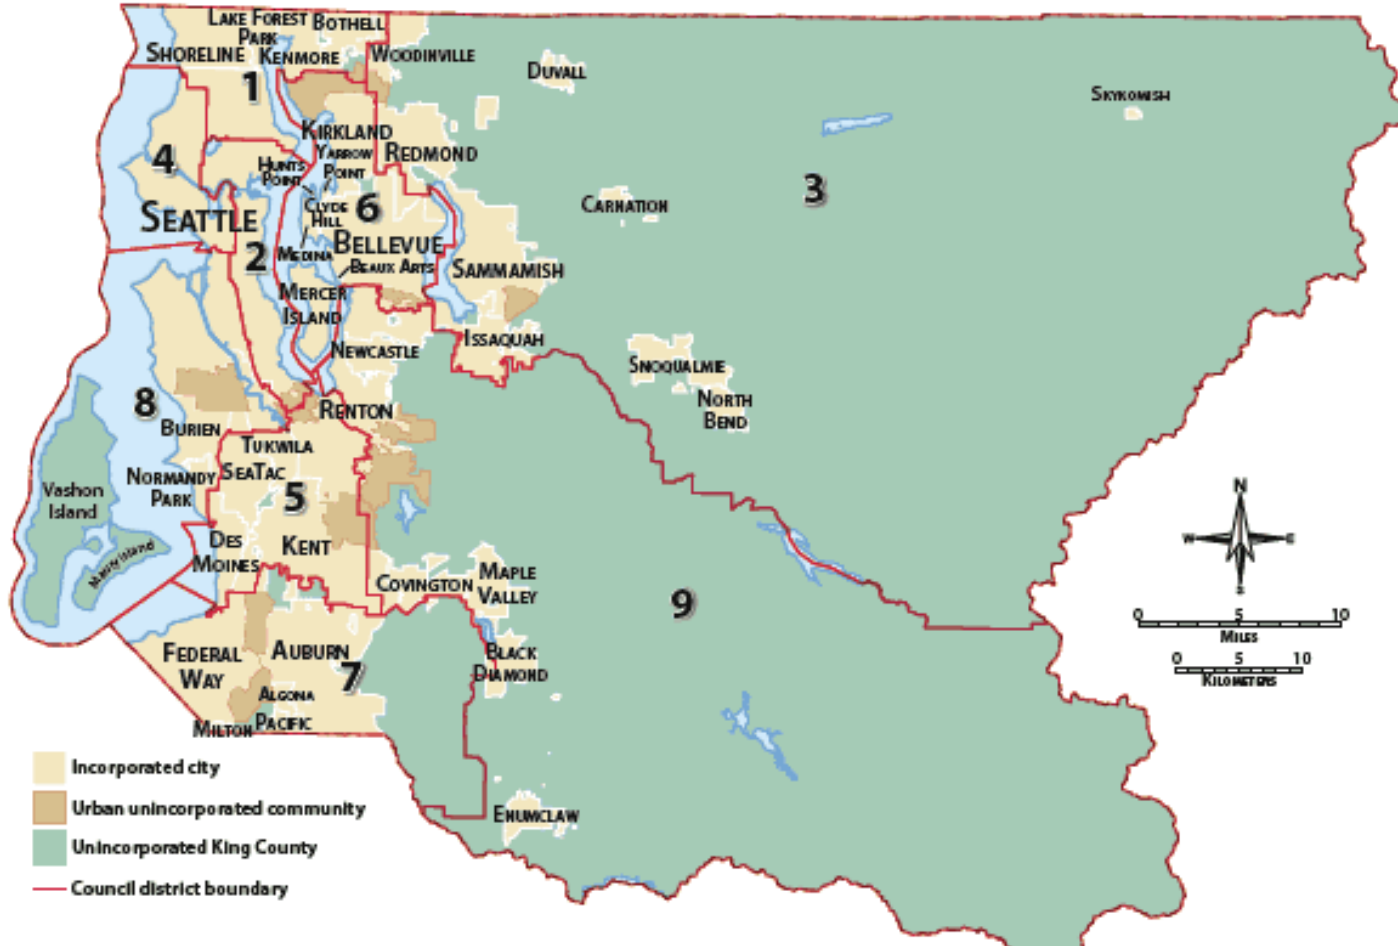 LAKE FOREST
PARK
BOTHELL
SHORELINE
KENMORE
WOODINVILLE
1
DUVALL
SKYKOMISH
KIRKLAND
YARROW
POINT
REDMOND
4
HUNTS
POINT
3
CARNATION
CLYDE
HILL
6
SEATTLE
2
MEDINA
BELLEVUE
BEAUX ARTS
SAMMAMISH
MERCER
ISLAND
NEWCASTLE
ISSAQUAH
SNOQUALMIE
NORTH
BEND
8
BURIEN
RENTON
TUKWILA
SEATAC
NORMANDY
PARK
Vashon
Island
5
N
W
E
S
DES
MOINES
KENT
Maury Island
COVINGTON
MAPLE
VALLEY
9
0 5 10
MILES
0 5 10
KILOMETERS
FEDERAL
WAY
AUBURN
7
BLACK
DIAMOND
ALGONA
PACIFIC
MILTON
ENUMCLAW
Incorporated city
Urban unincorporated community
Unincorporated King County
Council district boundary